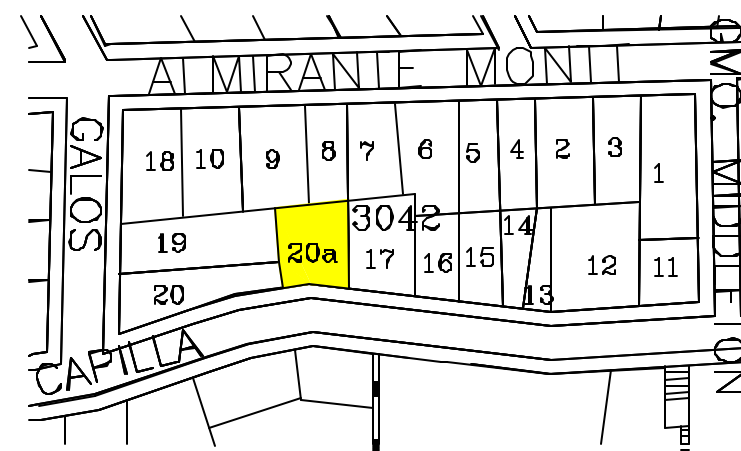 ALMIRANTE MONTT
GMO. MIDDLETON
GALOS
18 10 9 8 7 6 5 4 2 3 1
3042
19 20a 17 16 15 14 12 11
20 13
CAPILLA